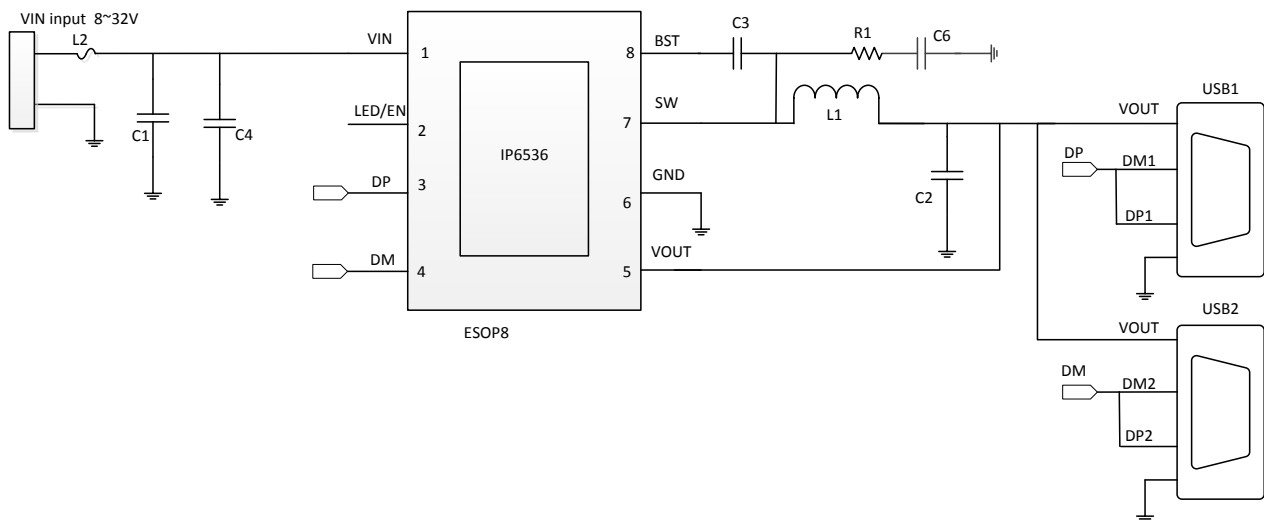 VIN input 8~32V
L2
C1
C4
VIN
LED/EN
DP
DM
1
2
3
4
IP6536
8
7
6
5
ESOP8
BST
SW
GND
VOUT
C3
R1
C6
L1
C2
USB1
VOUT
DP
DM1
DP1
USB2
VOUT
DM
DM2
DP2